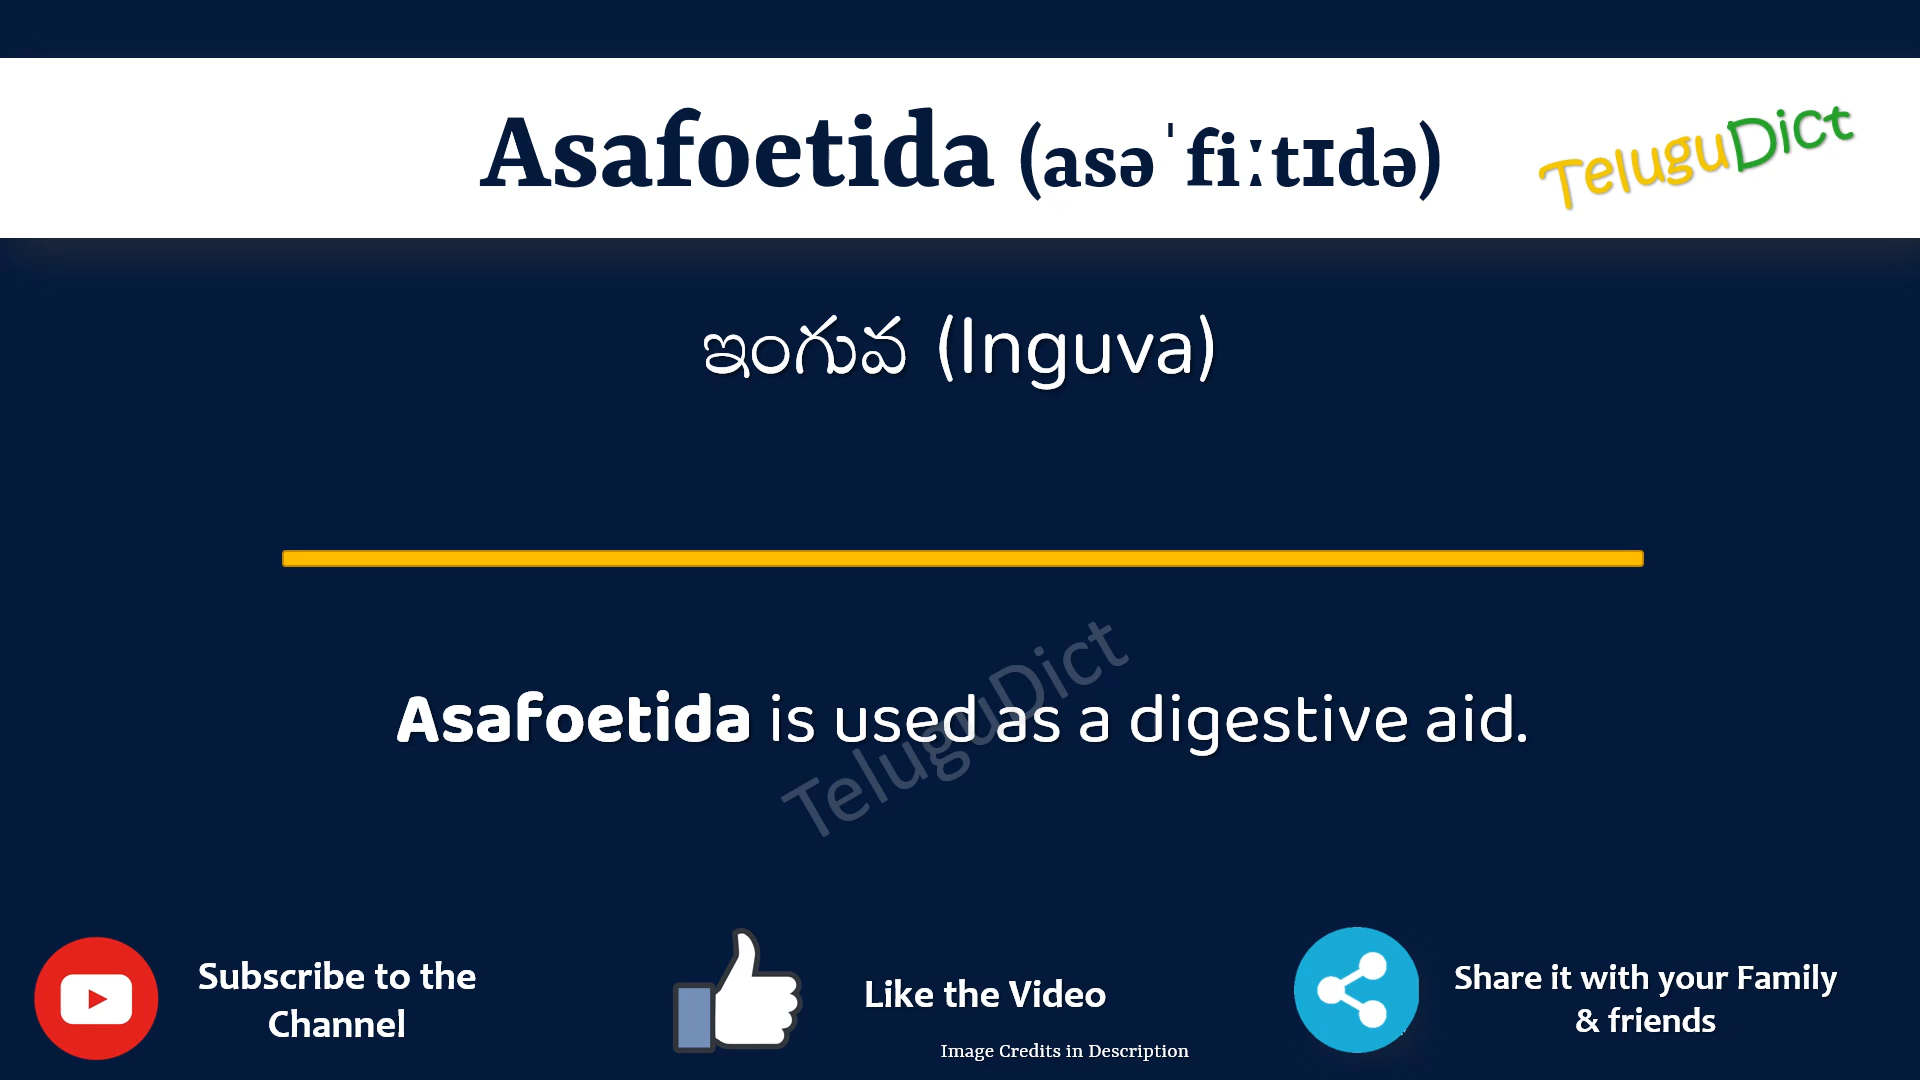 Asafoetida (asəˈfiːtɪdə)
TeluguDict
ఇంగువ (Inguva)
TeluguDict
Asafoetida is used as a digestive aid.
Subscribe to the
Channel
Like the Video
Share it with your Family
& friends
Image Credits in Description